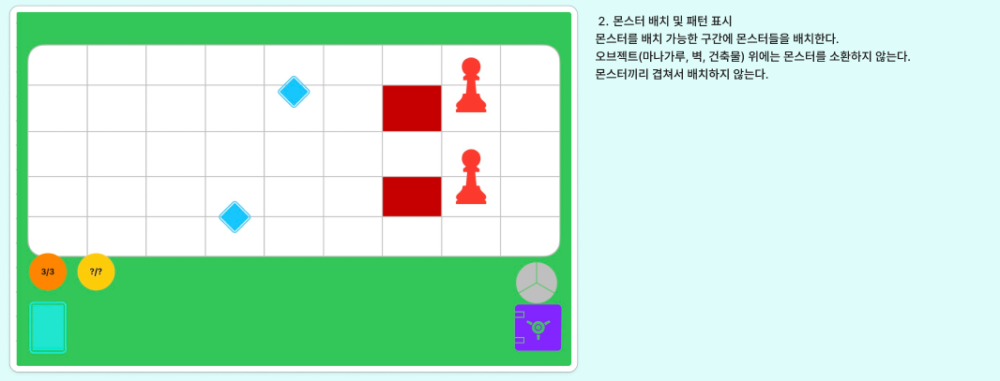 2. 몬스터 배치 및 패턴 표시
몬스터를 배치 가능한 구간에 몬스터들을 배치한다.
오브젝트(마나가루, 벽, 건축물) 위에는 몬스터를 소환하지 않는다.
몬스터끼리 겹쳐서 배치하지 않는다.
3/3
?/?